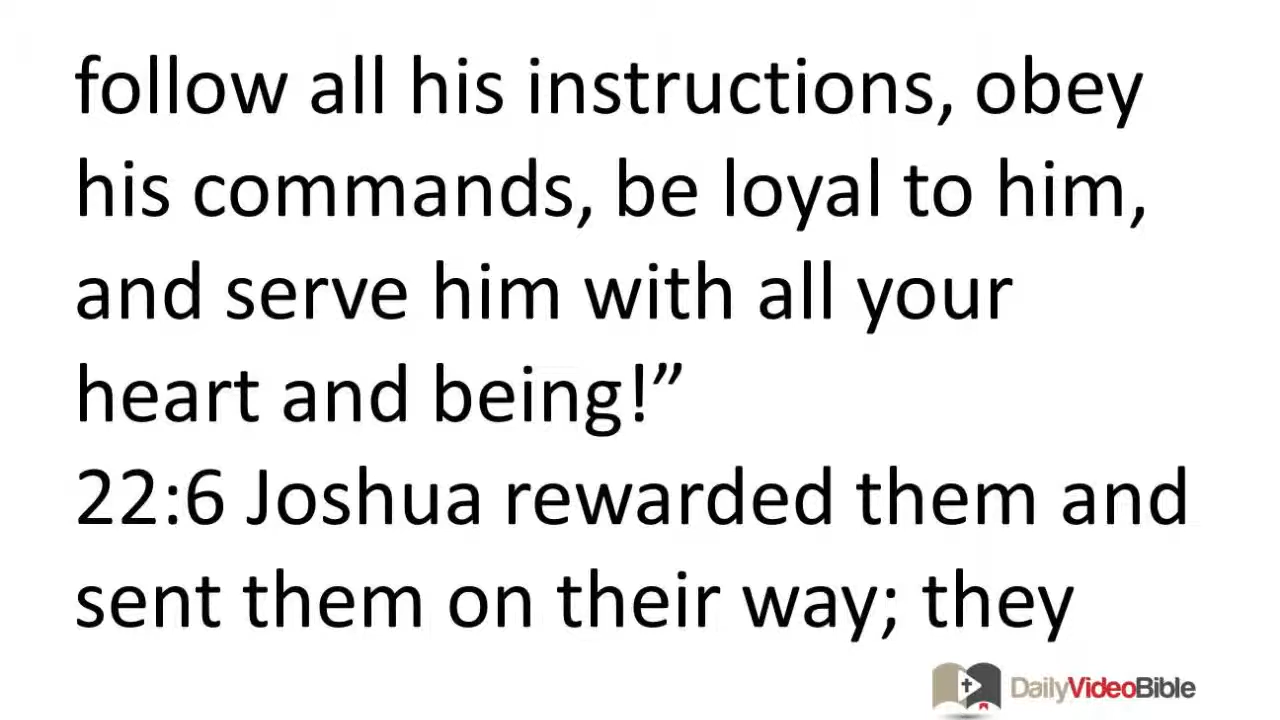 follow all his instructions, obey
his commands, be loyal to him,
and serve him with all your
heart and being!”
22:6 Joshua rewarded them and
sent them on their way; they
DailyVideoBible